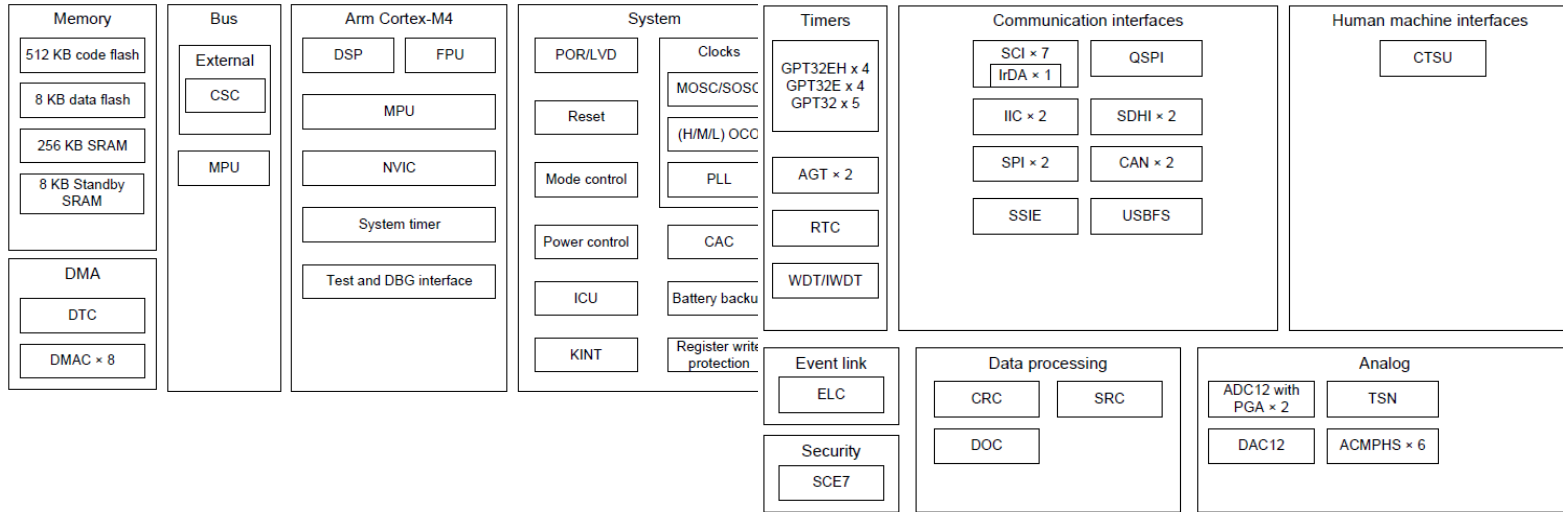 Memory
512 KB code flash
8 KB data flash
256 KB SRAM
8 KB Standby
SRAM
DMA
DTC
DMAC × 8
Bus
External
CSC
MPU
Arm Cortex-M4
DSP
FPU
MPU
NVIC
System timer
Test and DBG interface
System
POR/LVD
Reset
Mode control
Power control
ICU
KINT
Clocks
MOSC/SOSC
(H/M/L) OCO
PLL
CAC
Battery backu
Register write
protection
Timers
GPT32EH x 4
GPT32E x 4
GPT32 x 5
AGT × 2
RTC
WDT/IWDT
Communication interfaces
SCI × 7
IrDA × 1
QSPI
IIC × 2
SDHI × 2
SPI × 2
CAN × 2
SSIE
USBFS
Human machine interfaces
CTSU
Event link
ELC
Security
SCE7
Data processing
CRC
SRC
DOC
Analog
ADC12 with
PGA × 2
TSN
DAC12
ACMPHS × 6